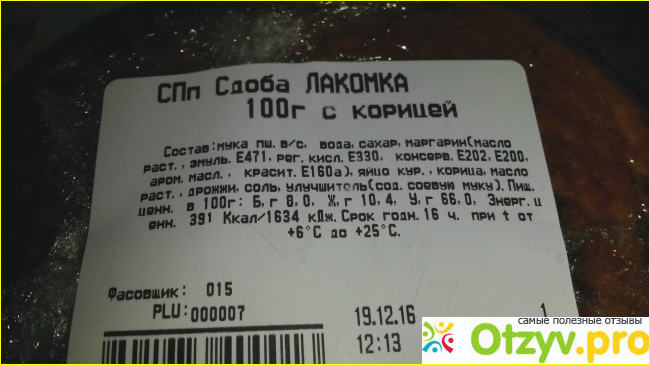 СПп Сдоба ЛАКОМКА
100г с корицей
Состав:мука пш. в/с, вода, сахар, маргарин(масло
раст., эмуль. Е471, рег. кисл. Е330, консерв. Е202, Е200,
аром. масл., красит. Е160а), яйцо кур., корица, масло
раст., дрожжи, соль, улучшитель(сод. соевую муку). Пищ.
ценн. в 100г: Б, г 8,0, Ж, г 10,4, У, г 66,0, Энерг. ц
енн. 391 Ккал/1634 кДж. Срок годн. 16 ч. при t от
+6°C до +25°C.
Фасовщик: 015
PLU:000007
19.12.16 1
12:13
самые полезные отзывы
Otzyv.pro